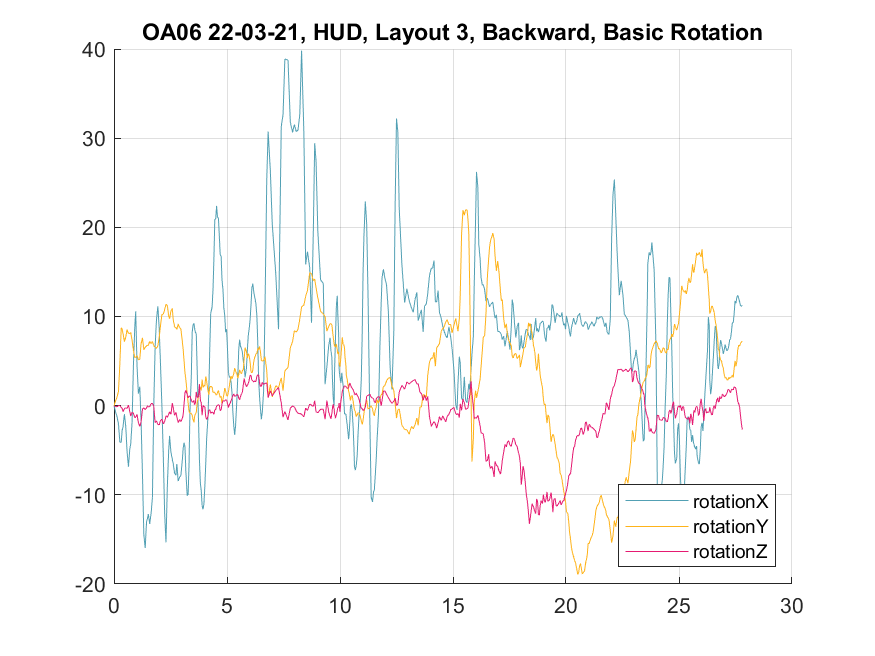 OA06 22-03-21, HUD, Layout 3, Backward, Basic Rotation
40
30
20
10
0
-10
-20
0 5 10 15 20 25 30
rotationX
rotationY
rotationZ